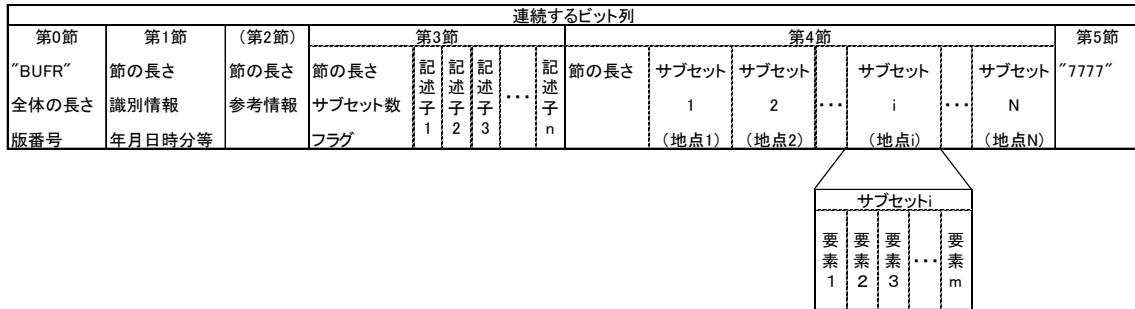 連続するビット列
第0節 第1節 (第2節) 第3節 第4節 第5節
"BUFR" 節の長さ 節の長さ 節の長さ 記述子1 記述子2 記述子3 ・・・ 記述子n 節の長さ サブセット サブセット サブセット サブセット "7777"
全体の長さ 識別情報 参考情報 サブセット数 1 2 ・・・ i ・・・ N
版番号 年月日時分等 フラグ (地点1) (地点2) (地点i) (地点N)
サブセットi
要素1 要素2 要素3 ・・・ 要素m